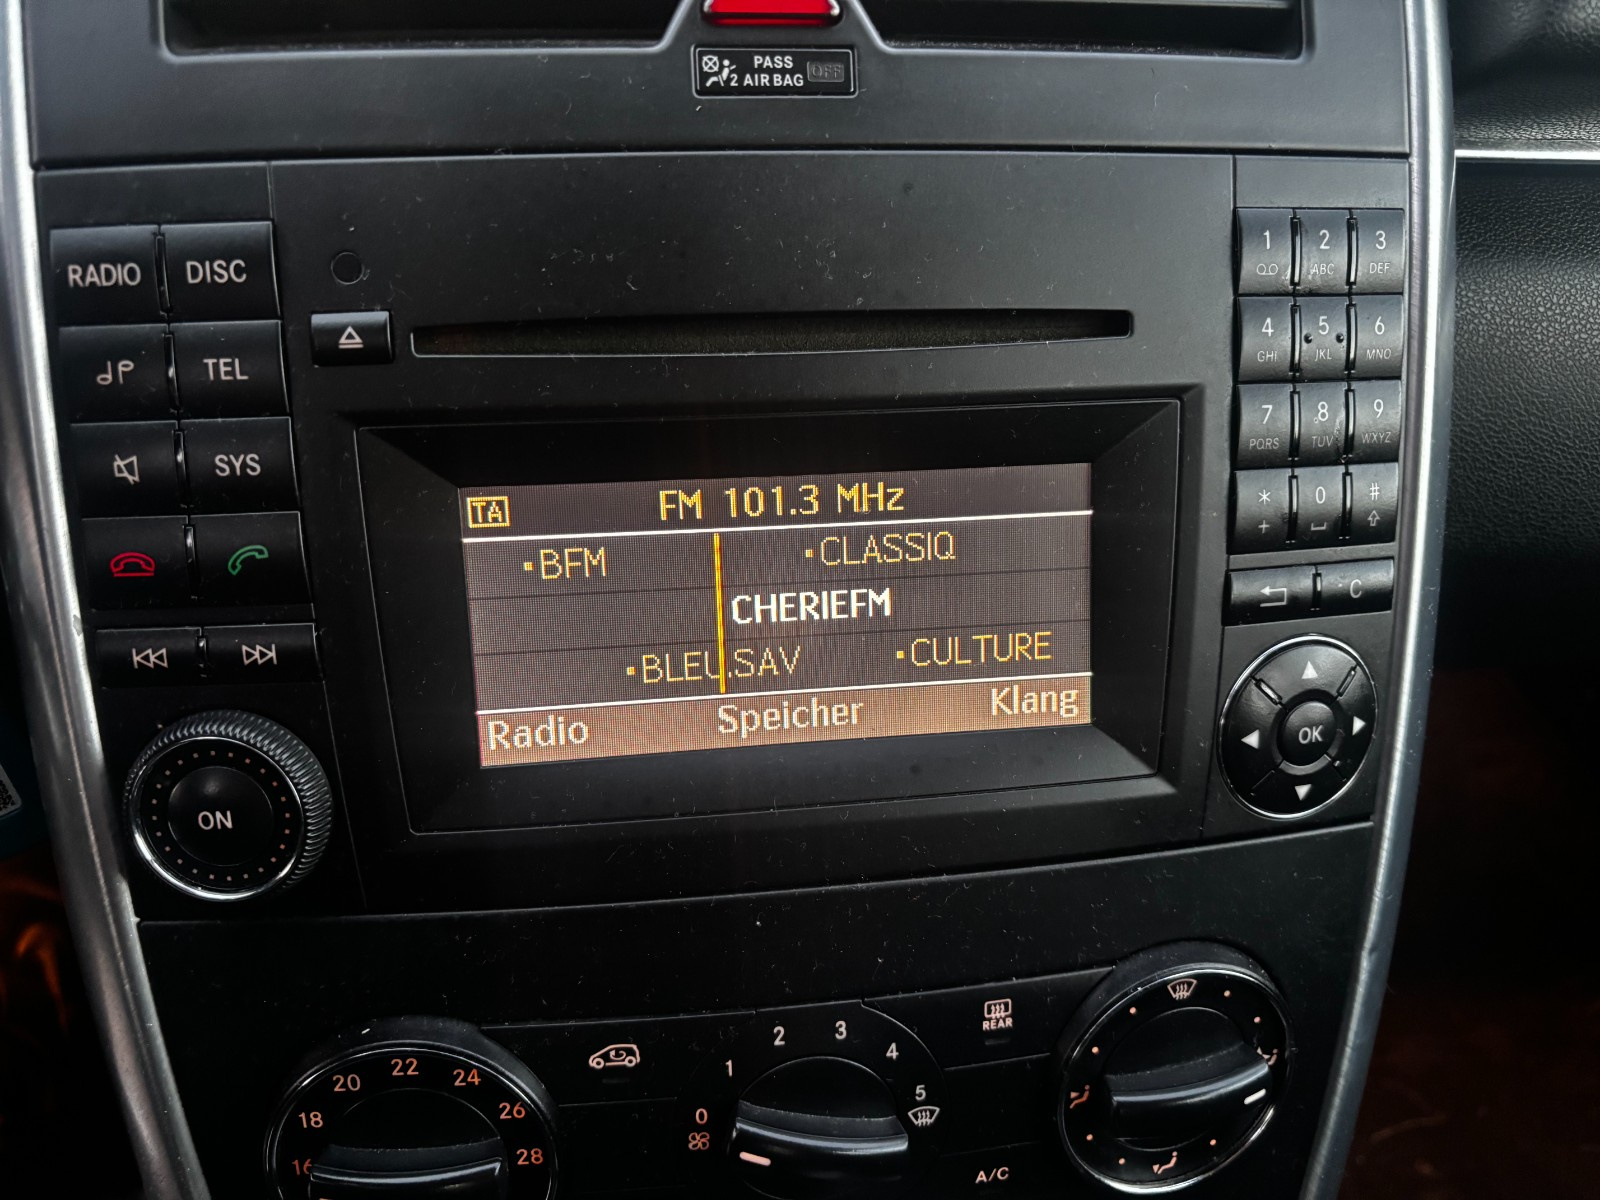 PASS
2 AIR BAG OFF
RADIO DISC
TEL
SYS
ON
TA FM 101.3 MHz
BFM CLASSIQ
CHERIEFM
BLEU.SAV CULTURE
Radio Speicher Klang
1 2 3
ABC DEF
4 5 6
GHI JKL MNO
7 8 9
PQRS TUV WXYZ
* 0 #
+
C
OK
16 18 20 22 24 26 28
0 1 2 3 4 5
REAR
A/C